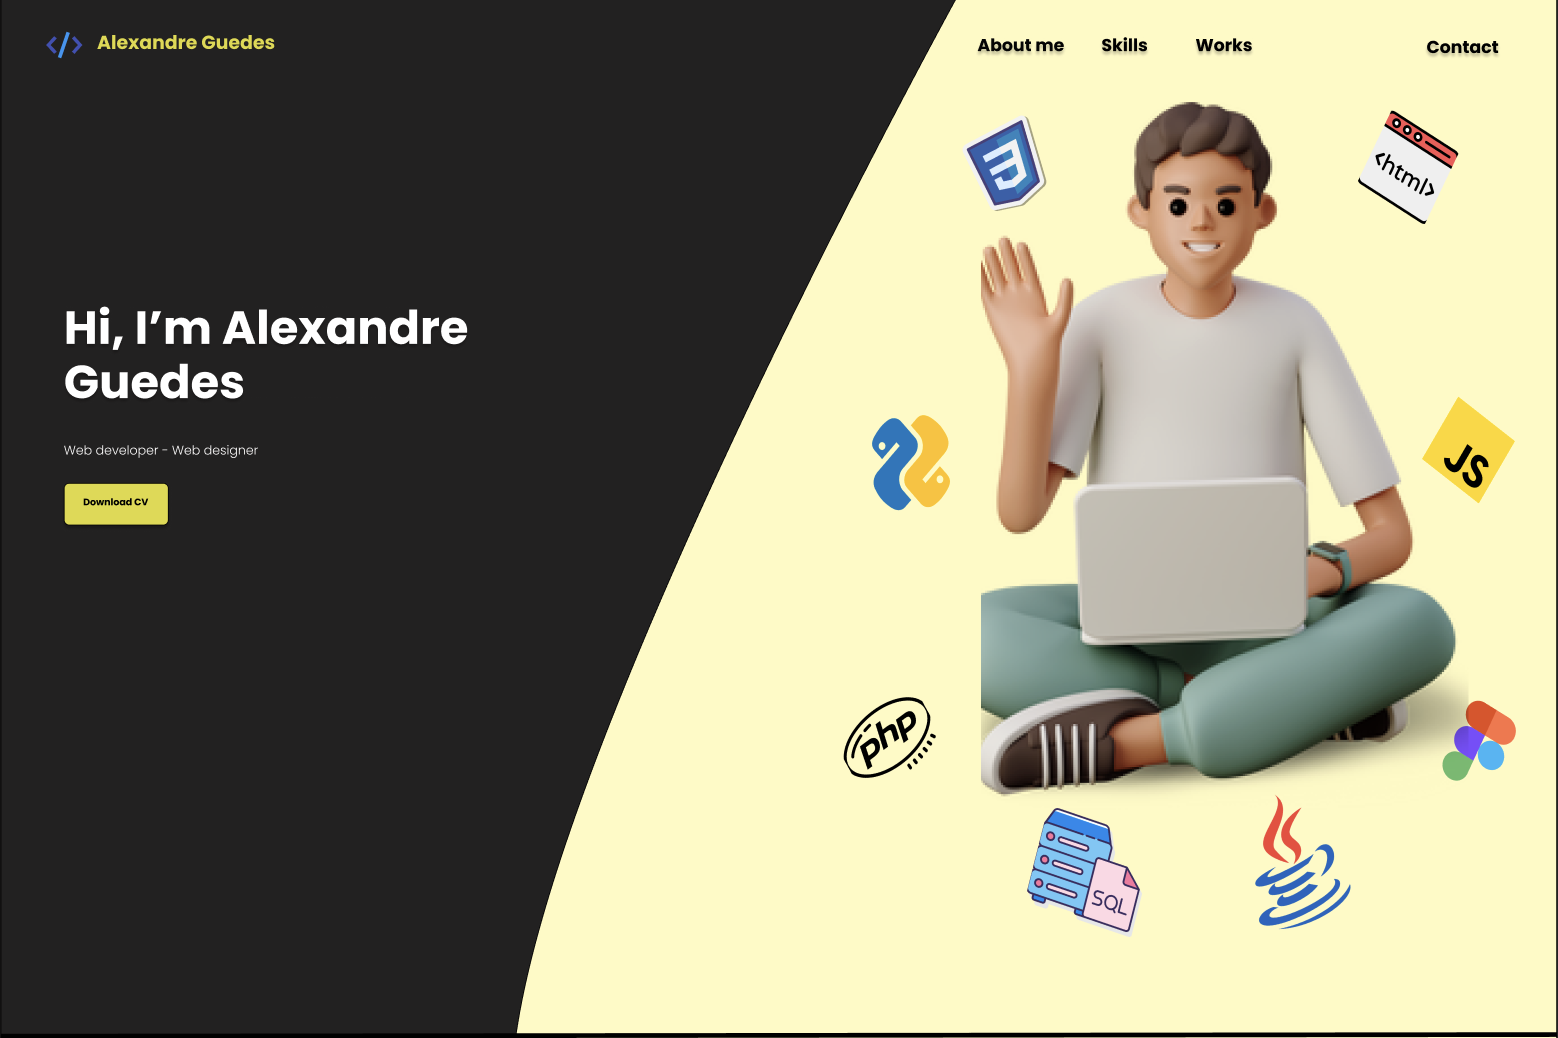 </> Alexandre Guedes
About me Skills Works Contact
<html>
Hi, I’m Alexandre
Guedes
Web developer - Web designer
Download CV
JS
php
SQL